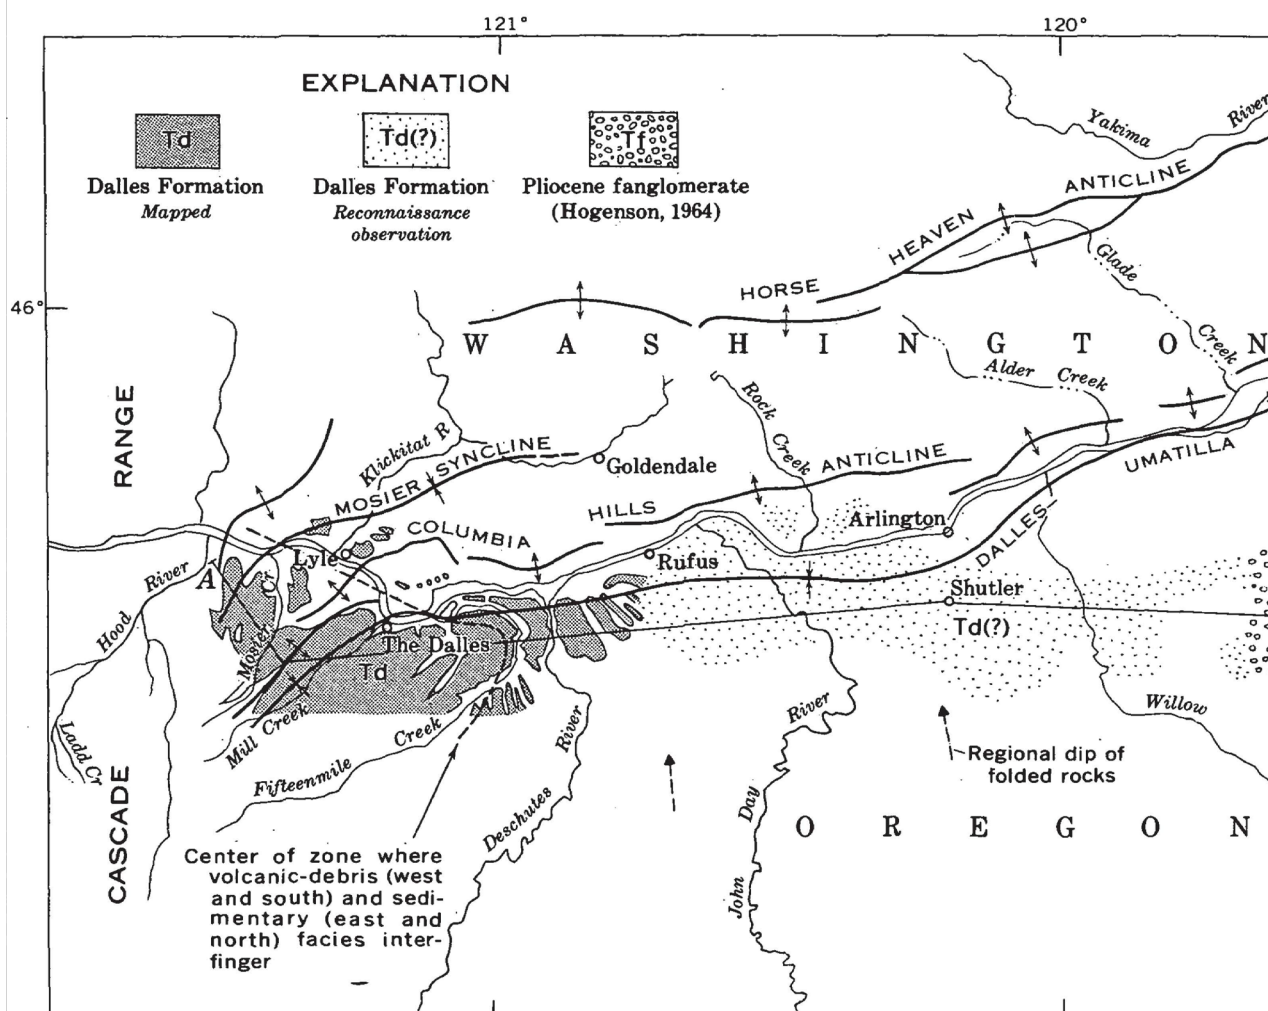 121°
120°
EXPLANATION
Td
Td(?)
Tf
Dalles Formation
Mapped
Dalles Formation
Reconnaissance
observation
Pliocene fanglomerate
(Hogenson, 1964)
Yakima
River
HORSE HEAVEN ANTICLINE
Glade
Creek
46°
WASHINGTON
Alder Creek
Rock
Creek
RANGE
Klickitat R
MOSIER SYNCLINE
Goldendale
COLUMBIA HILLS ANTICLINE
DALLES UMATILLA
Arlington
Lyle
Rufus
Shutler
Td(?)
A
Hood River
Mosier Cr
The Dalles
Td
Mill Creek
Ladd Cr
Fifteenmile Creek
Deschutes River
John Day River
Willow
Regional dip of
folded rocks
OREGON
CASCADE
Center of zone where
volcanic-debris (west
and south) and sedi-
mentary (east and
north) facies inter-
finger